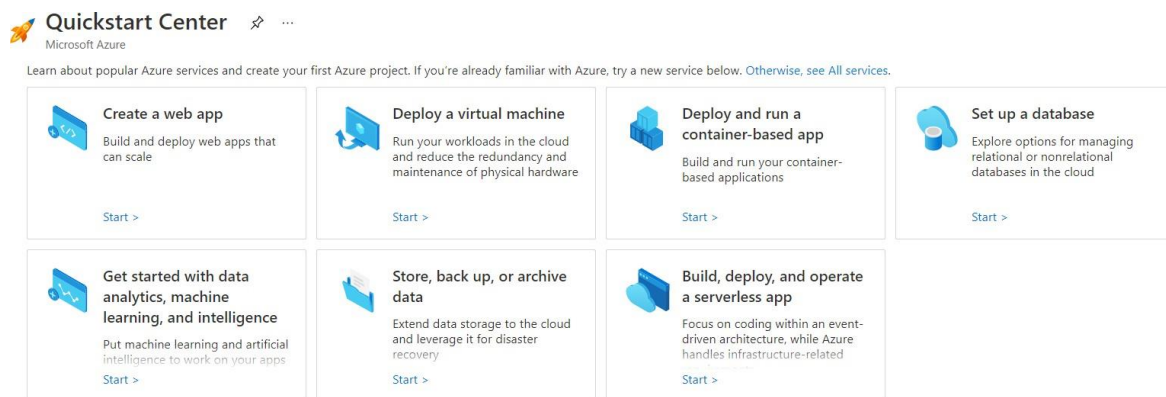 Quickstart Center
Microsoft Azure
Learn about popular Azure services and create your first Azure project. If you're already familiar with Azure, try a new service below. Otherwise, see All services.
Create a web app
Build and deploy web apps that
can scale
Start >
Deploy a virtual machine
Run your workloads in the cloud
and reduce the redundancy and
maintenance of physical hardware
Start >
Deploy and run a
container-based app
Build and run your container-
based applications
Start >
Set up a database
Explore options for managing
relational or nonrelational
databases in the cloud
Start >
Get started with data
analytics, machine
learning, and intelligence
Put machine learning and artificial
intelligence to work on your apps
Start >
Store, back up, or archive
data
Extend data storage to the cloud
and leverage it for disaster
recovery
Start >
Build, deploy, and operate
a serverless app
Focus on coding within an event-
driven architecture, while Azure
handles infrastructure-related
Start >